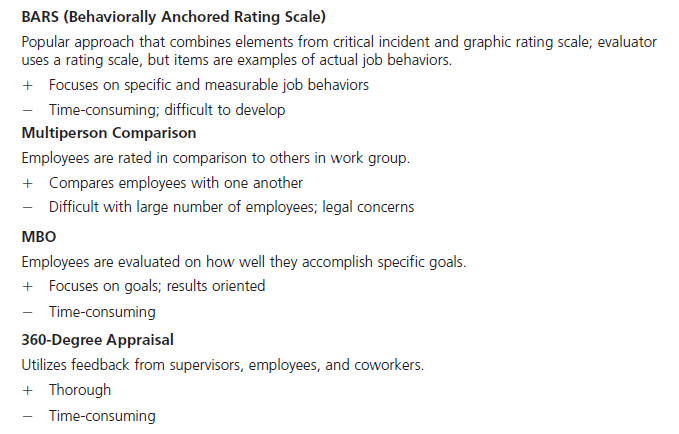 BARS (Behaviorally Anchored Rating Scale)
Popular approach that combines elements from critical incident and graphic rating scale; evaluator
uses a rating scale, but items are examples of actual job behaviors.
+ Focuses on specific and measurable job behaviors
− Time-consuming; difficult to develop
Multiperson Comparison
Employees are rated in comparison to others in work group.
+ Compares employees with one another
− Difficult with large number of employees; legal concerns
MBO
Employees are evaluated on how well they accomplish specific goals.
+ Focuses on goals; results oriented
− Time-consuming
360-Degree Appraisal
Utilizes feedback from supervisors, employees, and coworkers.
+ Thorough
− Time-consuming